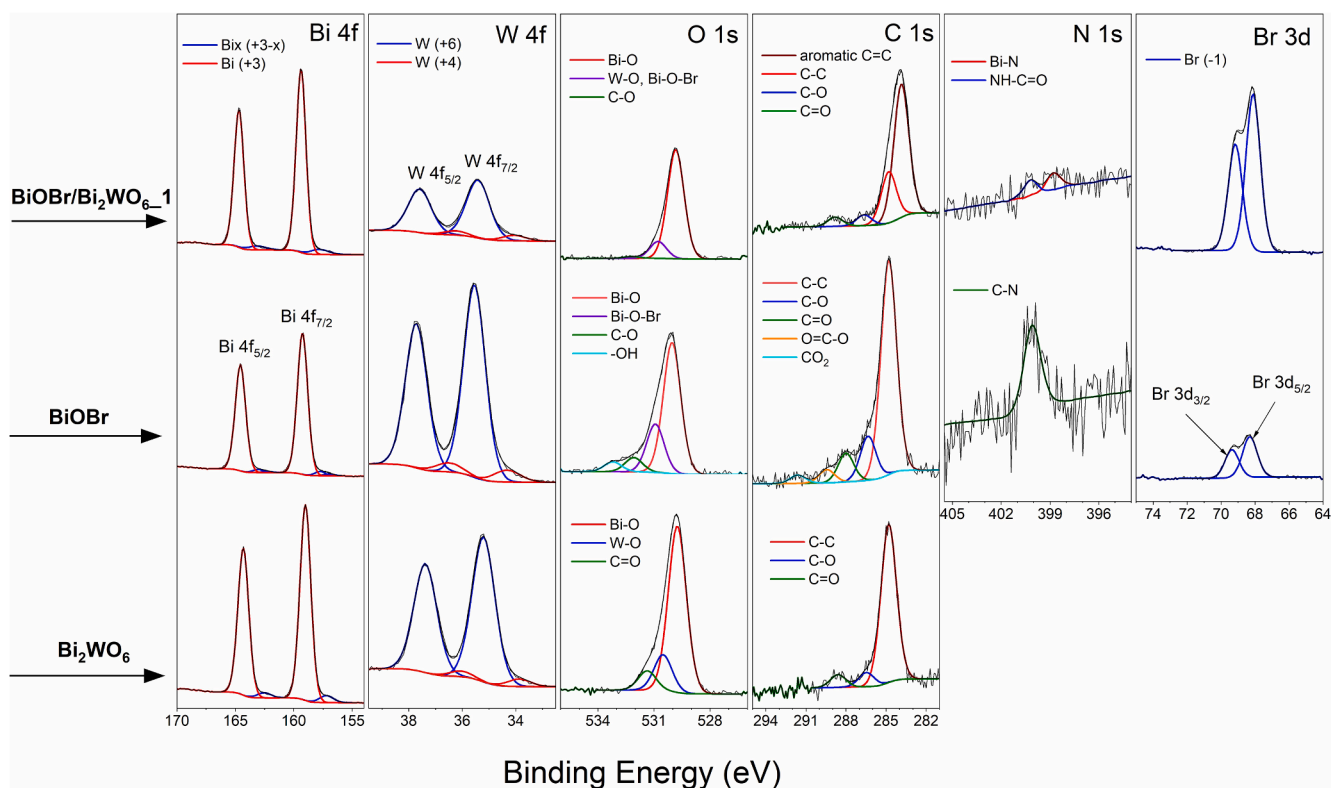 Bi 4f
Bix (+3-x)
Bi (+3)
W 4f
W (+6)
W (+4)
W 4f5/2
W 4f7/2
O 1s
Bi-O
W-O, Bi-O-Br
C-O
C 1s
aromatic C=C
C-C
C-O
C=O
N 1s
Bi-N
NH-C=O
Br 3d
Br (-1)
BiOBr/Bi2WO6_1
Bi 4f5/2
Bi 4f7/2
Bi-O
Bi-O-Br
C-O
-OH
C-C
C-O
C=O
O=C-O
CO2
C-N
Br 3d3/2
Br 3d5/2
BiOBr
405 402 399 396
74 72 70 68 66 64
Bi-O
W-O
C=O
C-C
C-O
C=O
Bi2WO6
170 165 160 155
38 36 34
534 531 528
294 291 288 285 282
Binding Energy (eV)